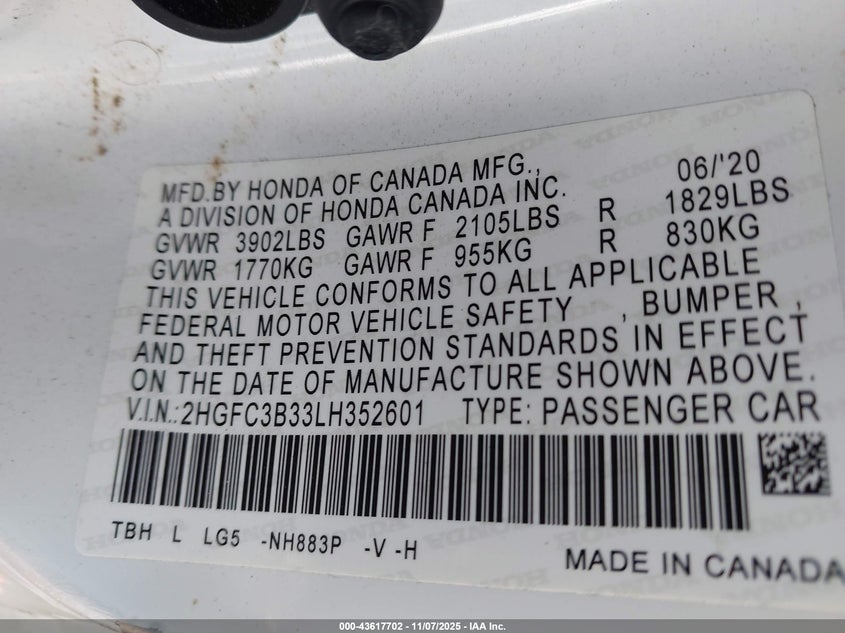 MFD.BY HONDA OF CANADA MFG., 06/'20
A DIVISION OF HONDA CANADA INC.
GVWR 3902LBS GAWR F 2105LBS R 1829LBS
GVWR 1770KG GAWR F 955KG R 830KG
THIS VEHICLE CONFORMS TO ALL APPLICABLE
FEDERAL MOTOR VEHICLE SAFETY , BUMPER ,
AND THEFT PREVENTION STANDARDS IN EFFECT
ON THE DATE OF MANUFACTURE SHOWN ABOVE.
V.I.N.:2HGFC3B33LH352601 TYPE: PASSENGER CAR
TBH L LG5 -NH883P -V -H
MADE IN CANADA
000-43617702 - 11/07/2025 - IAA Inc.